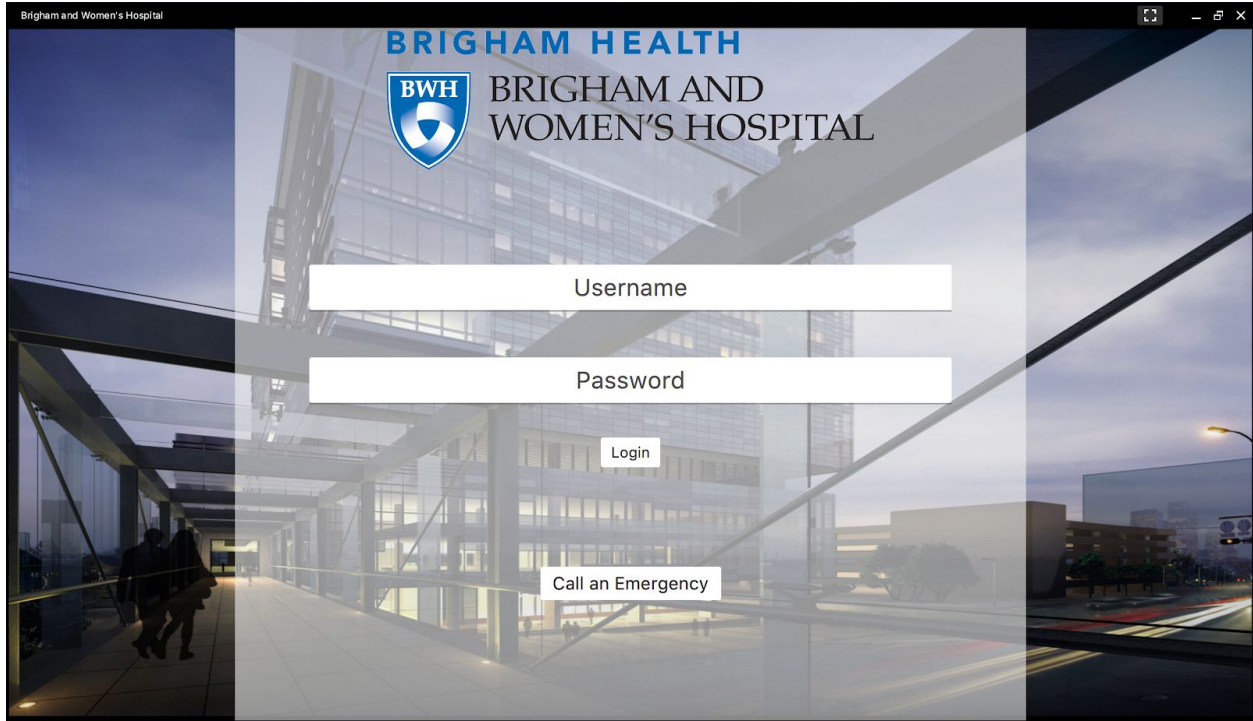 Brigham and Women's Hospital
BRIGHAM HEALTH
BWH
BRIGHAM AND
WOMEN'S HOSPITAL
Username
Password
Login
Call an Emergency